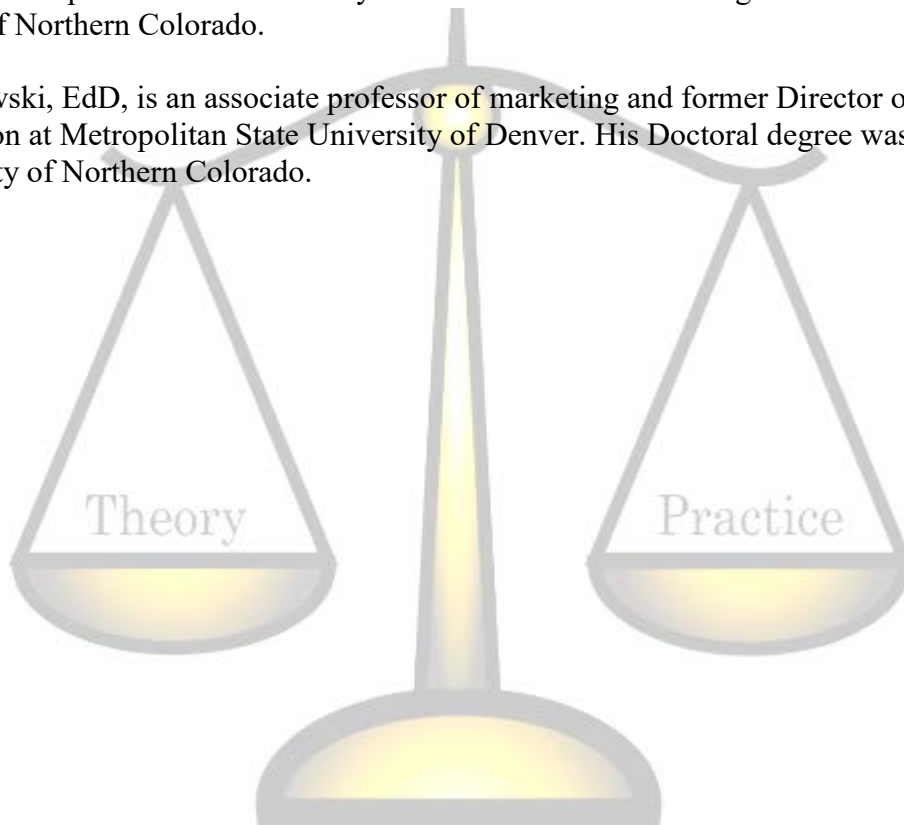 f Northern Colorado.
vski, EdD, is an associate professor of marketing and former Director o
on at Metropolitan State University of Denver. His Doctoral degree was
ty of Northern Colorado.
Theory Practice